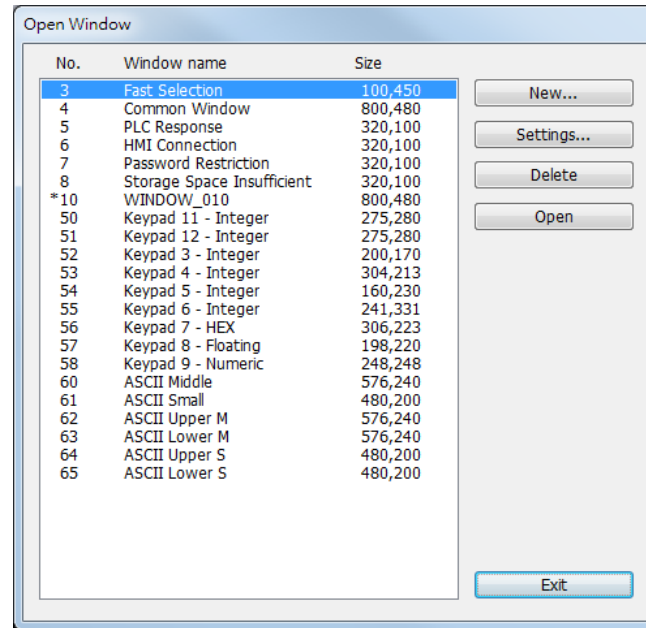 Open Window
No. Window name Size
3 Fast Selection 100,450
4 Common Window 800,480
5 PLC Response 320,100
6 HMI Connection 320,100
7 Password Restriction 320,100
8 Storage Space Insufficient 320,100
*10 WINDOW_010 800,480
50 Keypad 11 - Integer 275,280
51 Keypad 12 - Integer 275,280
52 Keypad 3 - Integer 200,170
53 Keypad 4 - Integer 304,213
54 Keypad 5 - Integer 160,230
55 Keypad 6 - Integer 241,331
56 Keypad 7 - HEX 306,223
57 Keypad 8 - Floating 198,220
58 Keypad 9 - Numeric 248,248
60 ASCII Middle 576,240
61 ASCII Small 480,200
62 ASCII Upper M 576,240
63 ASCII Lower M 576,240
64 ASCII Upper S 480,200
65 ASCII Lower S 480,200
New...
Settings...
Delete
Open
Exit